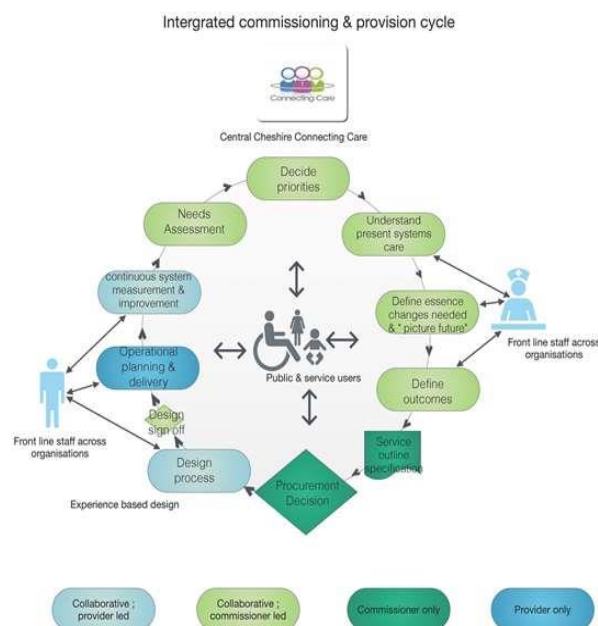 Intergrated commissioning & provision cycle
Connecting Care
Central Cheshire Connecting Care
Decide
priorities
Needs
Assessment
Understand
present systems
care
continuous system
measurement &
improvement
Define essence
changes needed
& " picture future"
Front line staff across
organisations
Operational
planning &
delivery
Public & service users
Define
outcomes
Front line staff across
organisations
Design
sign off
Service
outline
specification
Design
process
Procurement
Decision
Experience based design
Collaborative ;
provider led
Collaborative ;
commissioner led
Commissioner only
Provider only